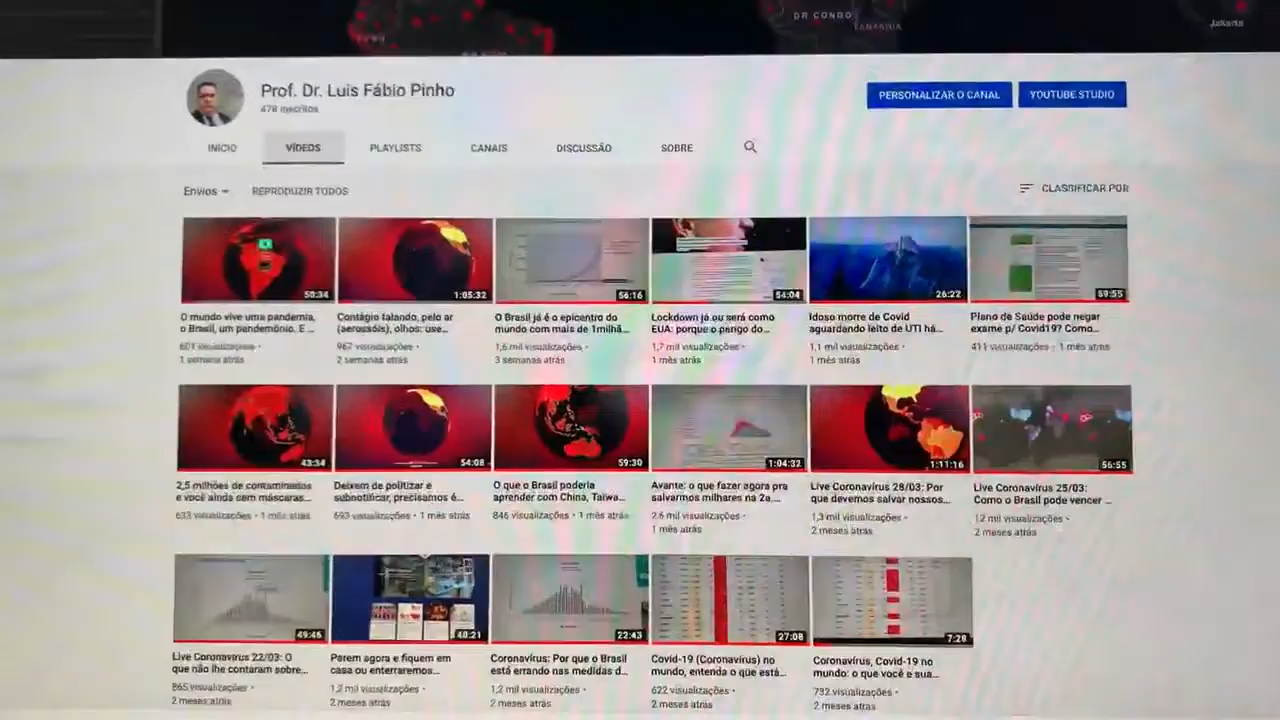 DR CONGO
TANZANIA
Jakarta
Prof. Dr. Luis Fábio Pinho
478 inscritos
PERSONALIZAR O CANAL
YOUTUBE STUDIO
INÍCIO
VÍDEOS
PLAYLISTS
CANAIS
DISCUSSÃO
SOBRE
Envios
REPRODUZIR TODOS
CLASSIFICAR POR
50:34
1:05:32
56:16
54:04
26:22
59:55
O mundo vive uma pandemia,
o Brasil, um pandemônio. E ...
601 visualizações •
1 semana atrás
Contágio falando, pelo ar
(aerossóis), olhos: use...
967 visualizações •
2 semanas atrás
O Brasil já é o epicentro do
mundo com mais de 1milhã...
1,6 mil visualizações •
3 semanas atrás
Lockdown já ou será como
EUA: porque o perigo do...
1,7 mil visualizações •
1 mês atrás
Idoso morre de Covid
aguardando leito de UTI há...
1,1 mil visualizações •
1 mês atrás
Plano de Saúde pode negar
exame p/ Covid19? Como...
411 visualizações • 1 mês atrás
43:34
54:08
59:30
1:04:32
1:11:16
56:55
2,5 milhões de contaminados
e você ainda sem máscaras...
633 visualizações • 1 mês atrás
Deixem de politizar e
subnotificar, precisamos é...
693 visualizações • 1 mês atrás
O que o Brasil poderia
aprender com China, Taiwa...
846 visualizações • 1 mês atrás
Avante: o que fazer agora pra
salvarmos milhares na 2a....
2,6 mil visualizações •
1 mês atrás
Live Coronavírus 28/03: Por
que devemos salvar nossos...
1,3 mil visualizações •
2 meses atrás
Live Coronavírus 25/03:
Como o Brasil pode vencer ...
1,2 mil visualizações •
2 meses atrás
49:46
48:21
22:43
27:08
7:28
Live Coronavírus 22/03: O
que não lhe contaram sobre...
865 visualizações •
2 meses atrás
Parem agora e fiquem em
casa ou enterraremos...
1,2 mil visualizações •
2 meses atrás
Coronavírus: Por que o Brasil
está errando nas medidas d...
1,2 mil visualizações •
2 meses atrás
Covid-19 (Coronavírus) no
mundo, entenda o que está...
622 visualizações •
2 meses atrás
Coronavírus, Covid-19 no
mundo: o que você e sua...
732 visualizações •
2 meses atrás